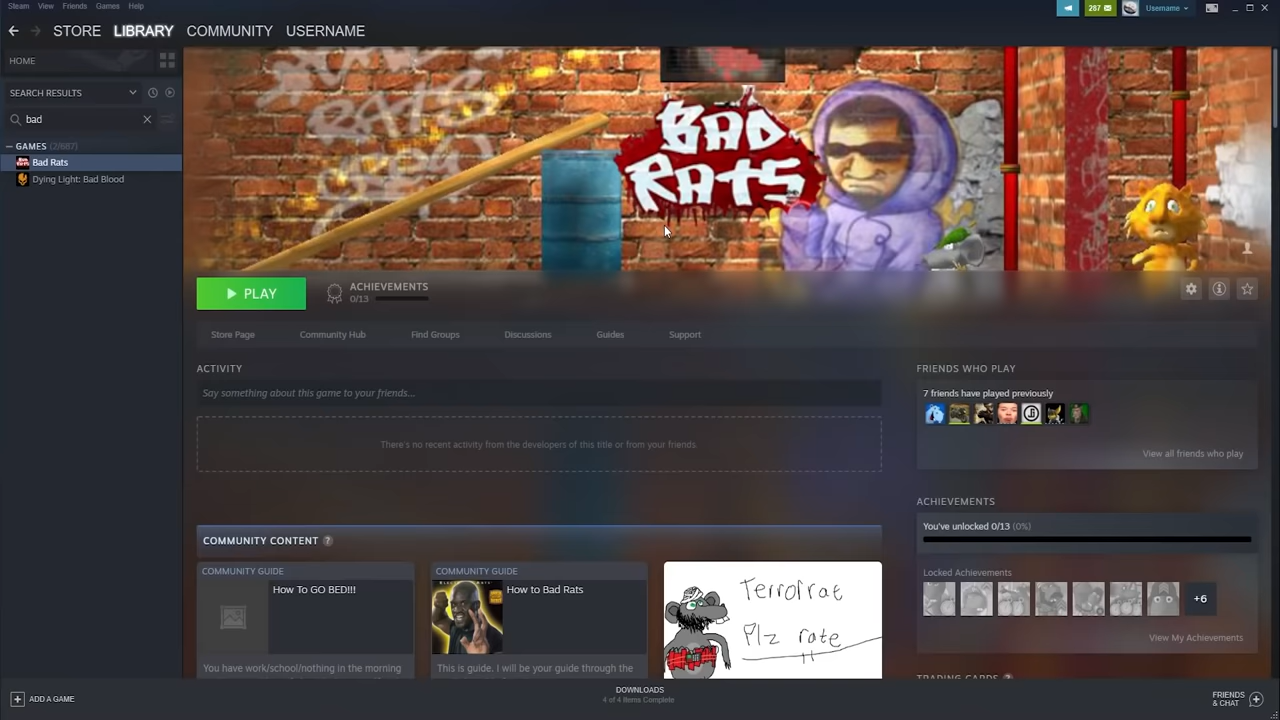 Steam View Friends Games Help
287
Username
STORE LIBRARY COMMUNITY USERNAME
HOME
SEARCH RESULTS
bad
GAMES (2/687)
Bad Rats
Dying Light: Bad Blood
BAD
RATS
PLAY
ACHIEVEMENTS
0/13
Store Page Community Hub Find Groups Discussions Guides Support
ACTIVITY
Say something about this game to your friends...
There's no recent activity from the developers of this title or from your friends.
FRIENDS WHO PLAY
7 friends have played previously
View all friends who play
ACHIEVEMENTS
You've unlocked 0/13 (0%)
Locked Achievements
+6
View My Achievements
TRADING CARDS ?
COMMUNITY CONTENT ?
COMMUNITY GUIDE
How To GO BED!!!
You have work/school/nothing in the morning
COMMUNITY GUIDE
How to Bad Rats
This is guide. I will be your guide through the
Terrorrat
Plz rate
ADD A GAME
DOWNLOADS
4 of 4 Items Complete
FRIENDS
& CHAT